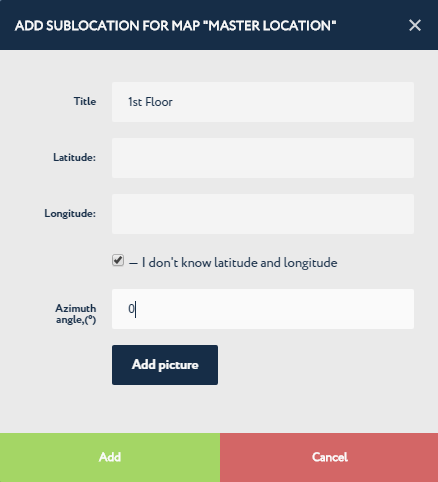 ADD SUBLOCATION FOR MAP "MASTER LOCATION"
Title
1st Floor
Latitude:
Longitude:
— I don't know latitude and longitude
Azimuth
angle,(°)
0
Add picture
Add
Cancel